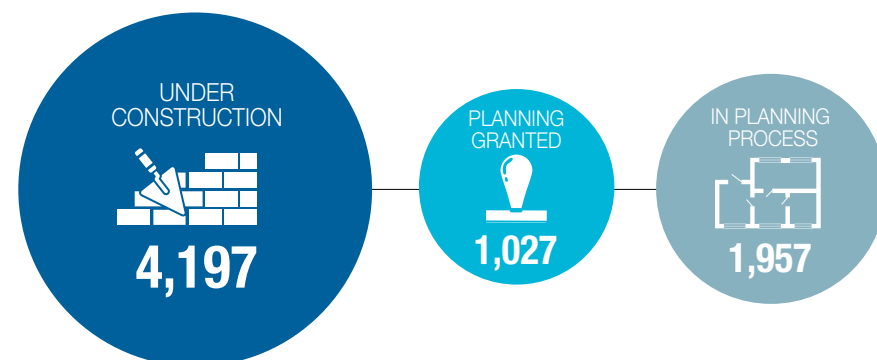 UNDER
CONSTRUCTION
4,197
PLANNING
GRANTED
1,027
IN PLANNING
PROCESS
1,957